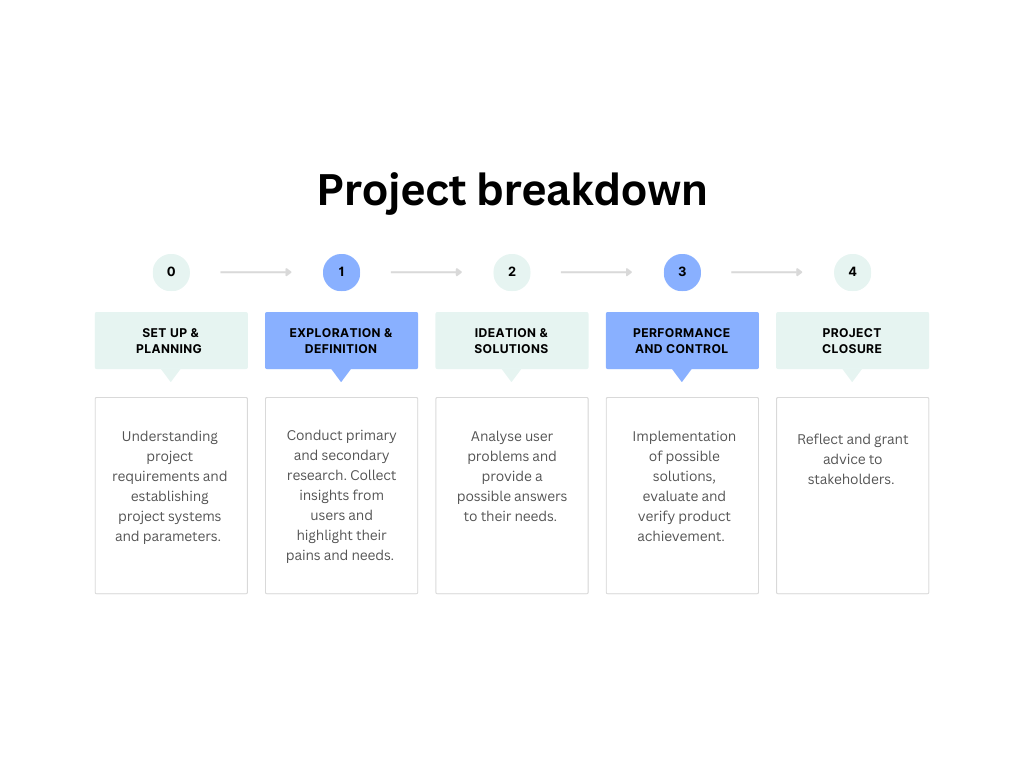 Project breakdown
0
1
2
3
4
SET UP &
PLANNING
EXPLORATION &
DEFINITION
IDEATION &
SOLUTIONS
PERFORMANCE
AND CONTROL
PROJECT
CLOSURE
Understanding
project
requirements and
establishing
project systems
and parameters.
Conduct primary
and secondary
research. Collect
insights from
users and
highlight their
pains and needs.
Analyse user
problems and
provide a
possible answers
to their needs.
Implementation
of possible
solutions,
evaluate and
verify product
achievement.
Reflect and grant
advice to
stakeholders.